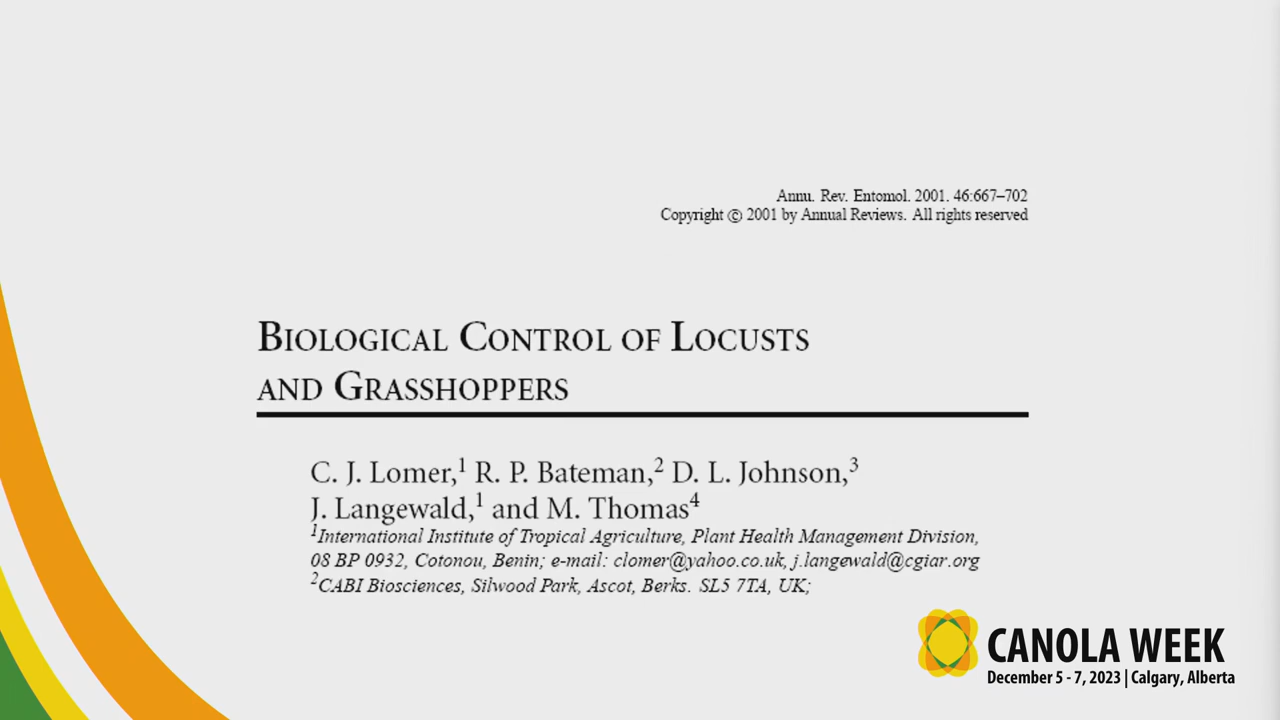 Annu. Rev. Entomol. 2001. 46:667–702
Copyright © 2001 by Annual Reviews. All rights reserved
BIOLOGICAL CONTROL OF LOCUSTS
AND GRASSHOPPERS
C. J. Lomer,¹ R. P. Bateman,² D. L. Johnson,³
J. Langewald,¹ and M. Thomas⁴
¹International Institute of Tropical Agriculture, Plant Health Management Division,
08 BP 0932, Cotonou, Benin; e-mail: clomer@yahoo.co.uk, j.langewald@cgiar.org
²CABI Biosciences, Silwood Park, Ascot, Berks. SL5 7TA, UK;
CANOLA WEEK
December 5 - 7, 2023 | Calgary, Alberta